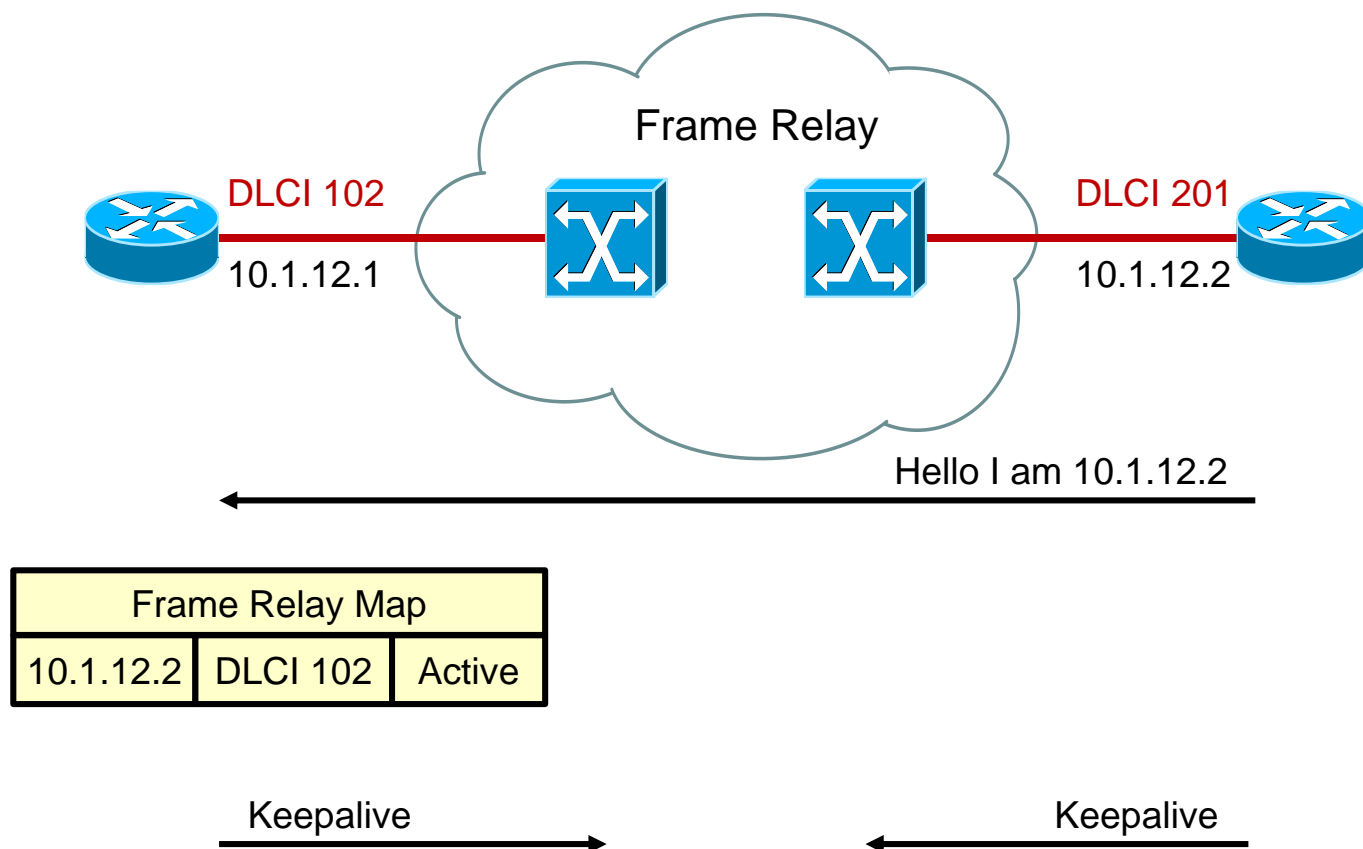 Frame Relay
DLCI 102
DLCI 201
10.1.12.1
10.1.12.2
Hello I am 10.1.12.2
Frame Relay Map
10.1.12.2 DLCI 102 Active
Keepalive
Keepalive